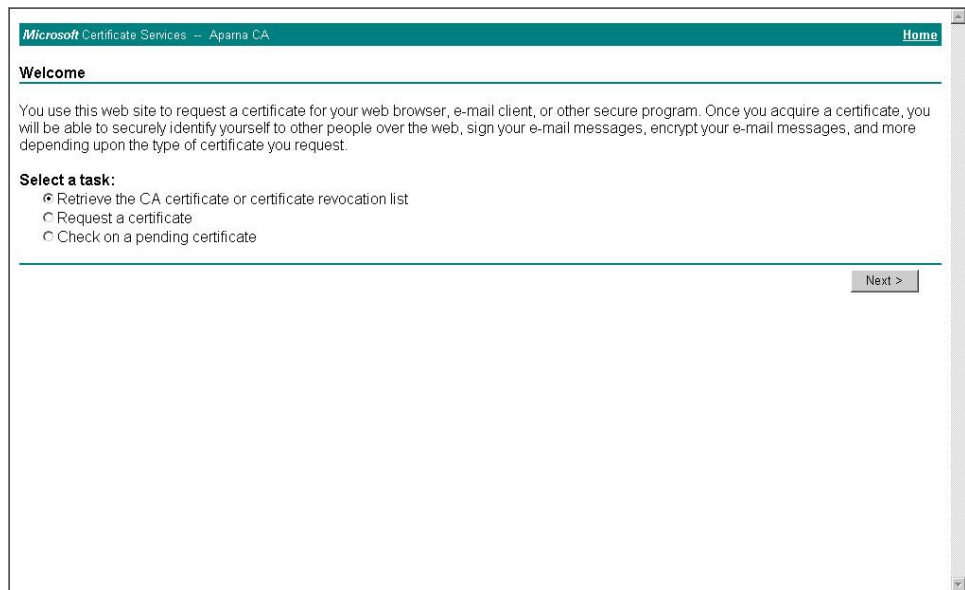 Microsoft Certificate Services -- Aparna CA Home
Welcome
You use this web site to request a certificate for your web browser, e-mail client, or other secure program. Once you acquire a certificate, you
will be able to securely identify yourself to other people over the web, sign your e-mail messages, encrypt your e-mail messages, and more
depending upon the type of certificate you request.
Select a task:
Retrieve the CA certificate or certificate revocation list
Request a certificate
Check on a pending certificate
Next >